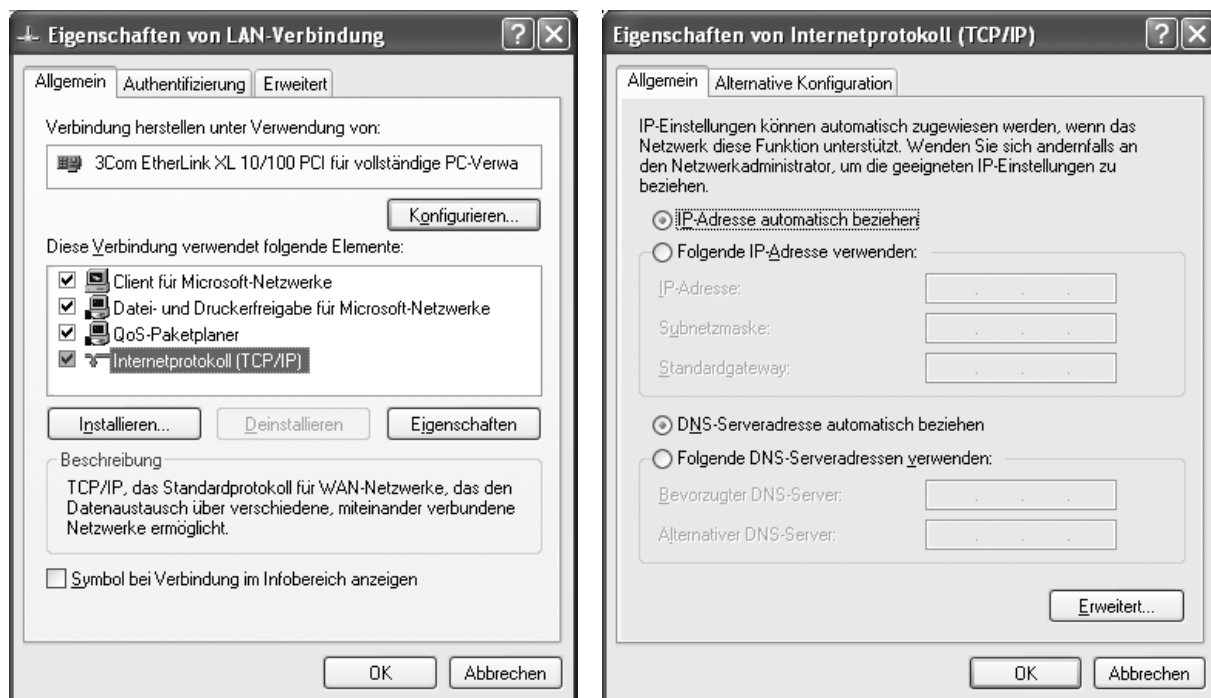 Eigenschaften von LAN-Verbindung
Allgemein
Authentifizierung
Erweitert
Verbindung herstellen unter Verwendung von:
3Com EtherLink XL 10/100 PCI für vollständige PC-Verwa
Konfigurieren...
Diese Verbindung verwendet folgende Elemente:
Client für Microsoft-Netzwerke
Datei- und Druckerfreigabe für Microsoft-Netzwerke
QoS-Paketplaner
Internetprotokoll (TCP/IP)
Installieren...
Deinstallieren
Eigenschaften
Beschreibung
TCP/IP, das Standardprotokoll für WAN-Netzwerke, das den
Datenaustausch über verschiedene, miteinander verbundene
Netzwerke ermöglicht.
Symbol bei Verbindung im Infobereich anzeigen
OK
Abbrechen
Eigenschaften von Internetprotokoll (TCP/IP)
Allgemein
Alternative Konfiguration
IP-Einstellungen können automatisch zugewiesen werden, wenn das
Netzwerk diese Funktion unterstützt. Wenden Sie sich andernfalls an
den Netzwerkadministrator, um die geeigneten IP-Einstellungen zu
beziehen.
IP-Adresse automatisch beziehen
Folgende IP-Adresse verwenden:
IP-Adresse:
Subnetzmaske:
Standardgateway:
DNS-Serveradresse automatisch beziehen
Folgende DNS-Serveradressen verwenden:
Bevorzugter DNS-Server:
Alternativer DNS-Server:
Erweitert...
OK
Abbrechen